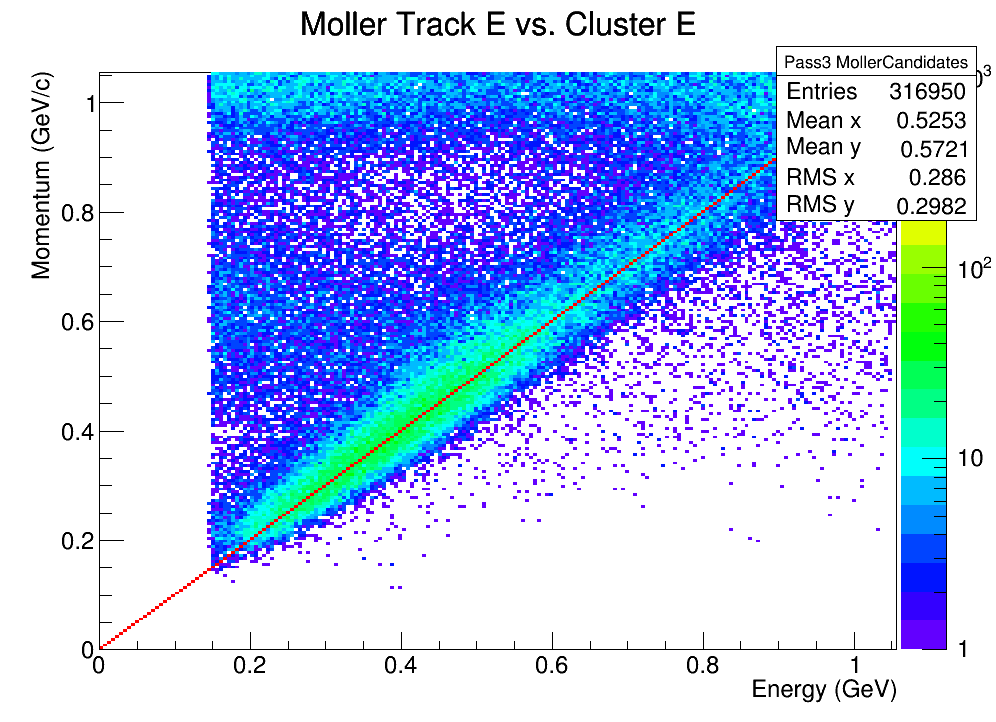 Moller Track E vs. Cluster E
Pass3 MollerCandidates
Entries 316950
Mean x 0.5253
Mean y 0.5721
RMS x 0.286
RMS y 0.2982
Momentum (GeV/c)
1
0.8
0.6
0.4
0.2
0
0 0.2 0.4 0.6 0.8 1
Energy (GeV)
10²
10
1